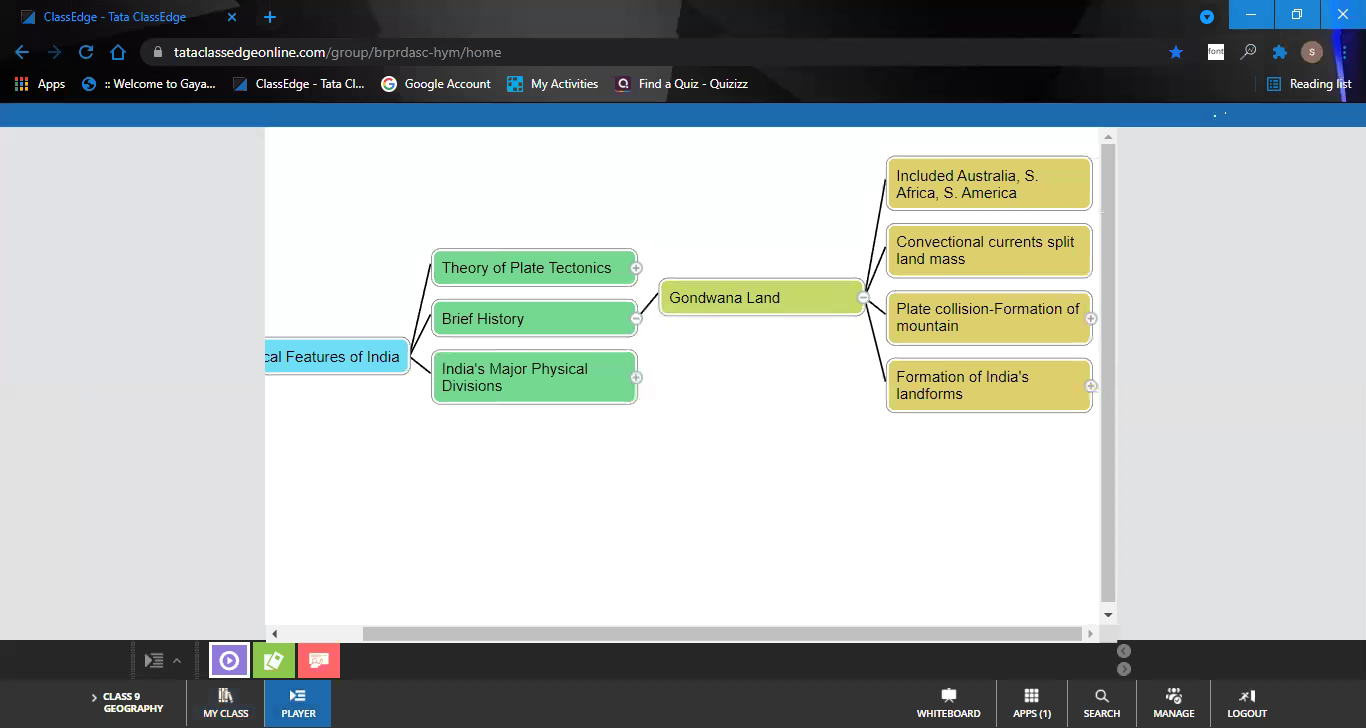 ClassEdge - Tata ClassEdge
tataclassedgeonline.com/group/brprdasc-hym/home
font
S
Apps
:: Welcome to Gaya...
ClassEdge - Tata Cl...
Google Account
My Activities
Find a Quiz - Quizizz
Reading list
cal Features of India
Theory of Plate Tectonics
Brief History
India's Major Physical
Divisions
Gondwana Land
Included Australia, S.
Africa, S. America
Convectional currents split
land mass
Plate collision-Formation of
mountain
Formation of India's
landforms
CLASS 9
GEOGRAPHY
MY CLASS
PLAYER
WHITEBOARD
APPS (1)
SEARCH
MANAGE
LOGOUT